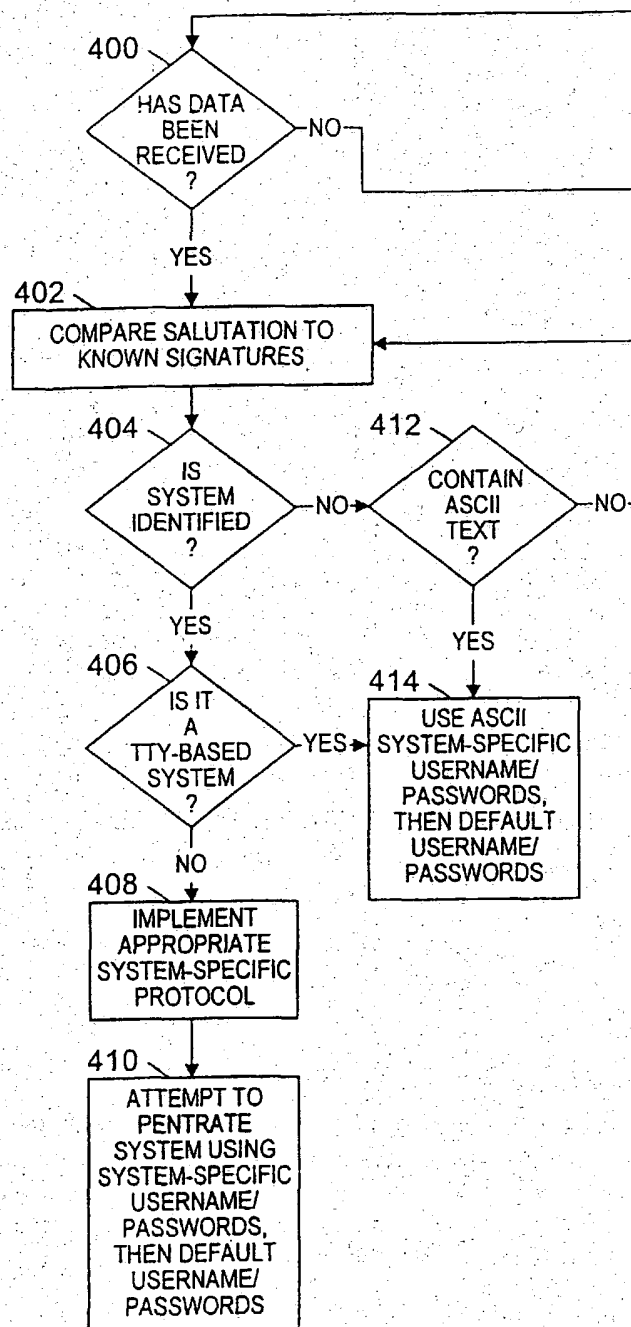 400
HAS DATA
BEEN
RECEIVED
?
NO
YES
402
COMPARE SALUTATION TO
KNOWN SIGNATURES
404
IS
SYSTEM
IDENTIFIED
?
NO
412
CONTAIN
ASCII
TEXT
?
NO
YES
YES
406
IS IT
A
TTY-BASED
SYSTEM
?
YES
414
USE ASCII
SYSTEM-SPECIFIC
USERNAME/
PASSWORDS,
THEN DEFAULT
USERNAME/
PASSWORDS
NO
408
IMPLEMENT
APPROPRIATE
SYSTEM-SPECIFIC
PROTOCOL
410
ATTEMPT TO
PENTRATE
SYSTEM USING
SYSTEM-SPECIFIC
USERNAME/
PASSWORDS,
THEN DEFAULT
USERNAME/
PASSWORDS